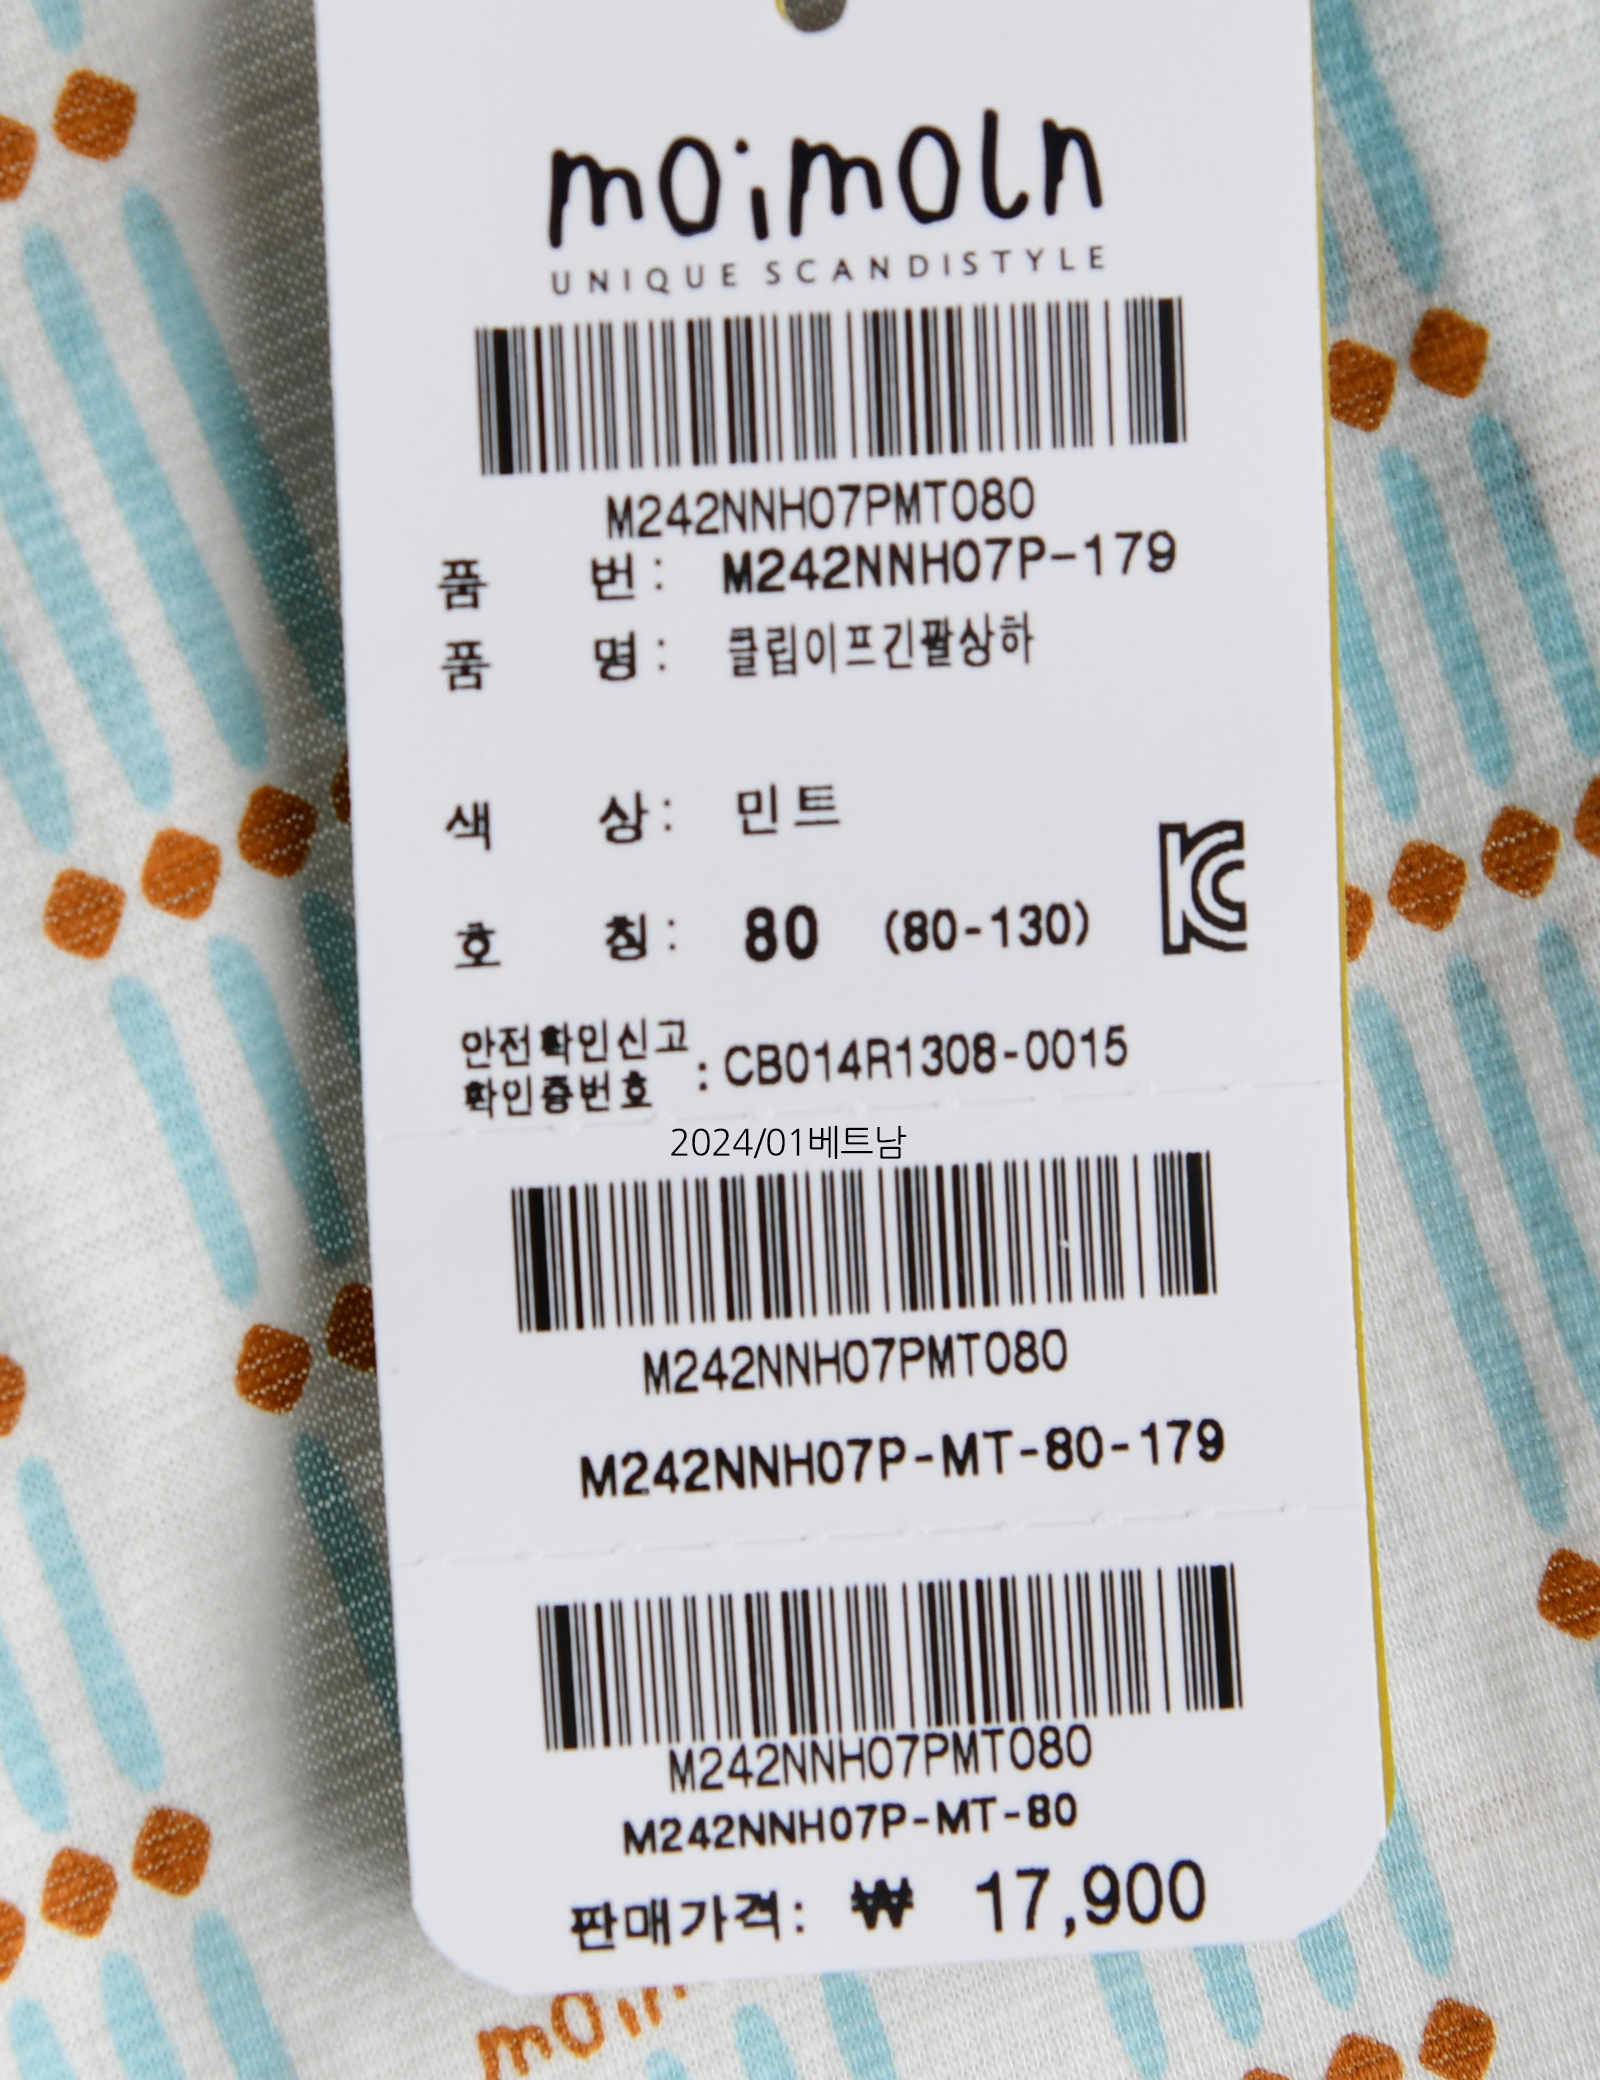 moimoln
UNIQUE SCANDISTYLE
M242NNH07PMT080
품 번 : M242NNH07P-179
품 명 : 클립이프긴팔상하
색 상 : 민트
호 칭 : 80 (80-130)
안전확인신고
확인증번호 : CB014R1308-0015
2024/01베트남
M242NNH07PMT080
M242NNH07P-MT-80-179
M242NNH07PMT080
M242NNH07P-MT-80
판매가격: ₩ 17,900